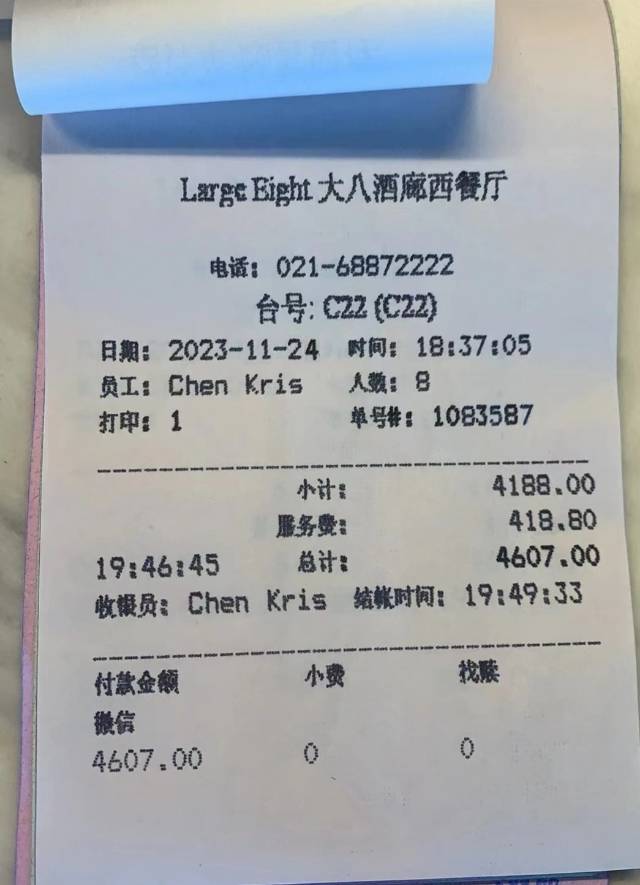 Large Eight 大八酒廊西餐厅
电话: 021-68872222
台号: C22 (C22)
日期: 2023-11-24 时间: 18:37:05
员工: Chen Kris 人数: 8
打印: 1 单号#: 1083587
小计: 4188.00
服务费: 418.80
19:46:45 总计: 4607.00
收银员: Chen Kris 结帐时间: 19:49:33
付款金额 小费 找赎
微信
4607.00 0 0